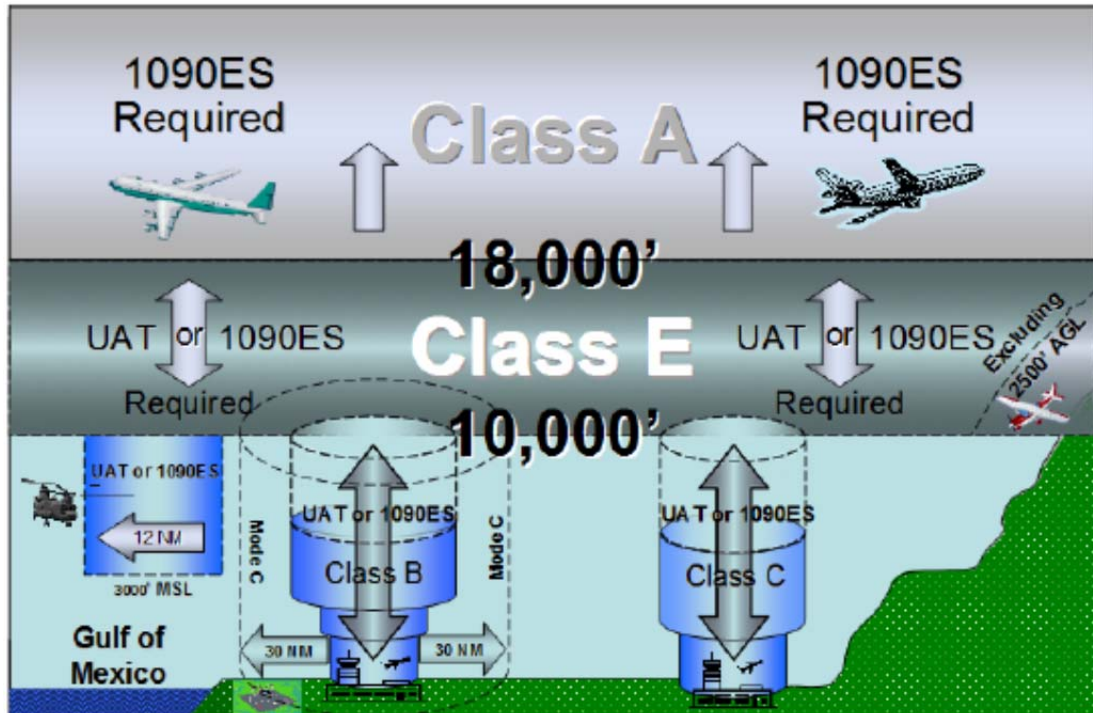 1090ES
Required
Class A
1090ES
Required
18,000’
UAT or 1090ES
Required
Class E
UAT or 1090ES
Required
Excluding
2500' AGL
10,000’
UAT or 1090ES
12 NM
3000' MSL
Gulf of
Mexico
Mode C
UAT or 1090ES
Mode C
Class B
30 NM
30 NM
UAT or 1090ES
Class C